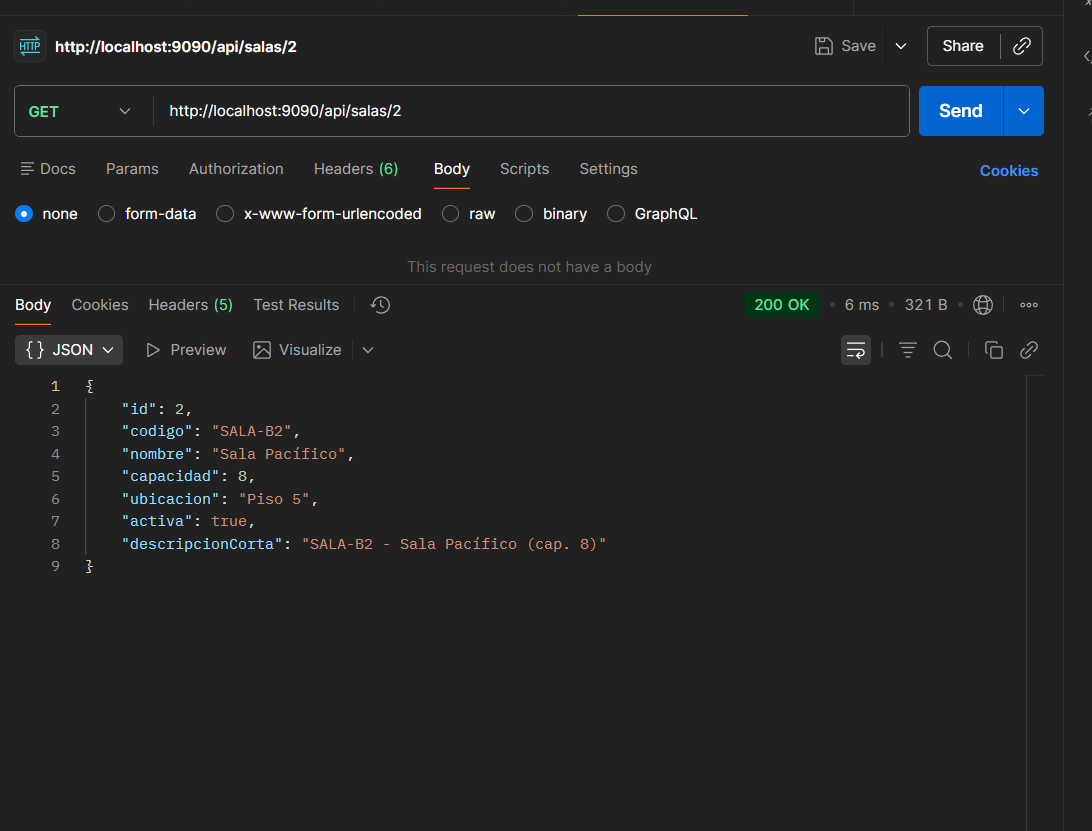 HTTP http://localhost:9090/api/salas/2 Save Share
GET http://localhost:9090/api/salas/2 Send
Docs Params Authorization Headers (6) Body Scripts Settings Cookies
none form-data x-www-form-urlencoded raw binary GraphQL
This request does not have a body
Body Cookies Headers (5) Test Results 200 OK • 6 ms • 321 B •
{} JSON Preview Visualize
1 {
2 "id": 2,
3 "codigo": "SALA-B2",
4 "nombre": "Sala Pacífico",
5 "capacidad": 8,
6 "ubicacion": "Piso 5",
7 "activa": true,
8 "descripcionCorta": "SALA-B2 - Sala Pacífico (cap. 8)"
9 }